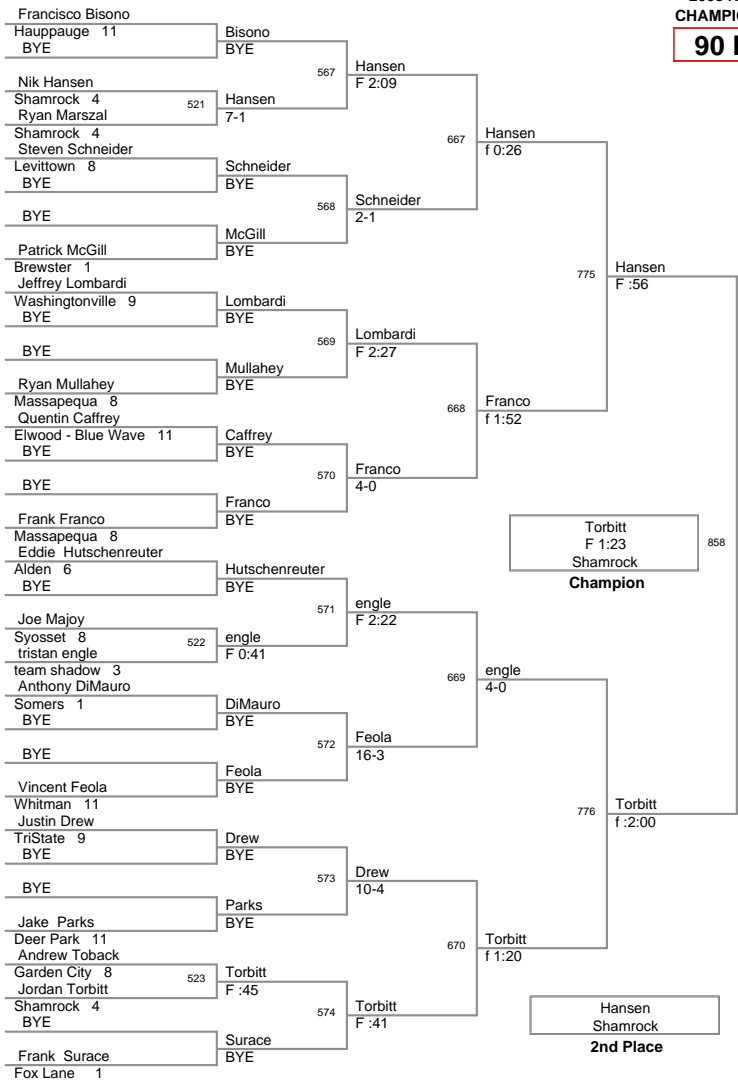 CHAMPIO
90
Francisco Bisono
Hauppauge 11
BYE
Nik Hansen
Shamrock 4
Ryan Marszal
Shamrock 4
Steven Schneider
Levittown 8
BYE
BYE
Patrick McGill
Brewster 1
Jeffrey Lombardi
Washingtonville 9
BYE
BYE
Ryan Mullahey
Massapequa 8
Quentin Caffrey
Elwood - Blue Wave 11
BYE
BYE
Frank Franco
Massapequa 8
Eddie Hutschenreuter
Alden 6
BYE
Joe Majoy
Syosset 8
tristan engle
team shadow 3
Anthony DiMauro
Somers 1
BYE
BYE
Vincent Feola
Whitman 11
Justin Drew
TriState 9
BYE
BYE
Jake Parks
Deer Park 11
Andrew Toback
Garden City 8
Jordan Torbitt
Shamrock 4
BYE
Frank Surace
Fox Lane 1
Bisono
BYE
521
Hansen
7-1
Schneider
BYE
McGill
BYE
Lombardi
BYE
Mullahey
BYE
Caffrey
BYE
Franco
BYE
Hutschenreuter
BYE
522
engle
F 0:41
DiMauro
BYE
Feola
BYE
Drew
BYE
Parks
BYE
523
Torbitt
F :45
Surace
BYE
567
Hansen
F 2:09
568
Schneider
2-1
569
Lombardi
F 2:27
570
Franco
4-0
571
engle
F 2:22
572
Feola
16-3
573
Drew
10-4
574
Torbitt
F :41
667
Hansen
f 0:26
668
Franco
f 1:52
669
engle
4-0
670
Torbitt
f 1:20
775
Hansen
F :56
776
Torbitt
f :2:00
Torbitt
F 1:23
Shamrock
858
Champion
Hansen
Shamrock
2nd Place